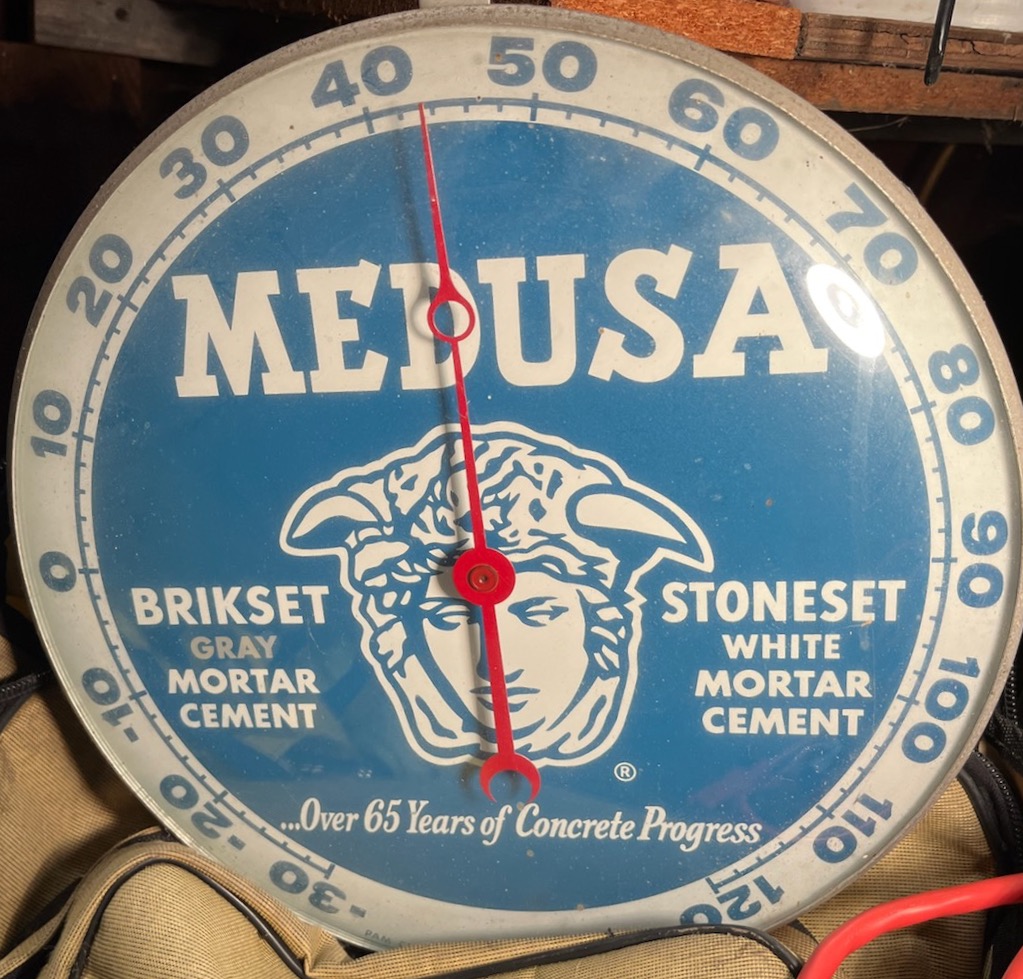 -30
-20
-10
0
10
20
30
40
50
60
70
80
90
100
110
120
MEDUSA
BRIKSET
GRAY
MORTAR
CEMENT
STONESET
WHITE
MORTAR
CEMENT
®
...Over 65 Years of Concrete Progress